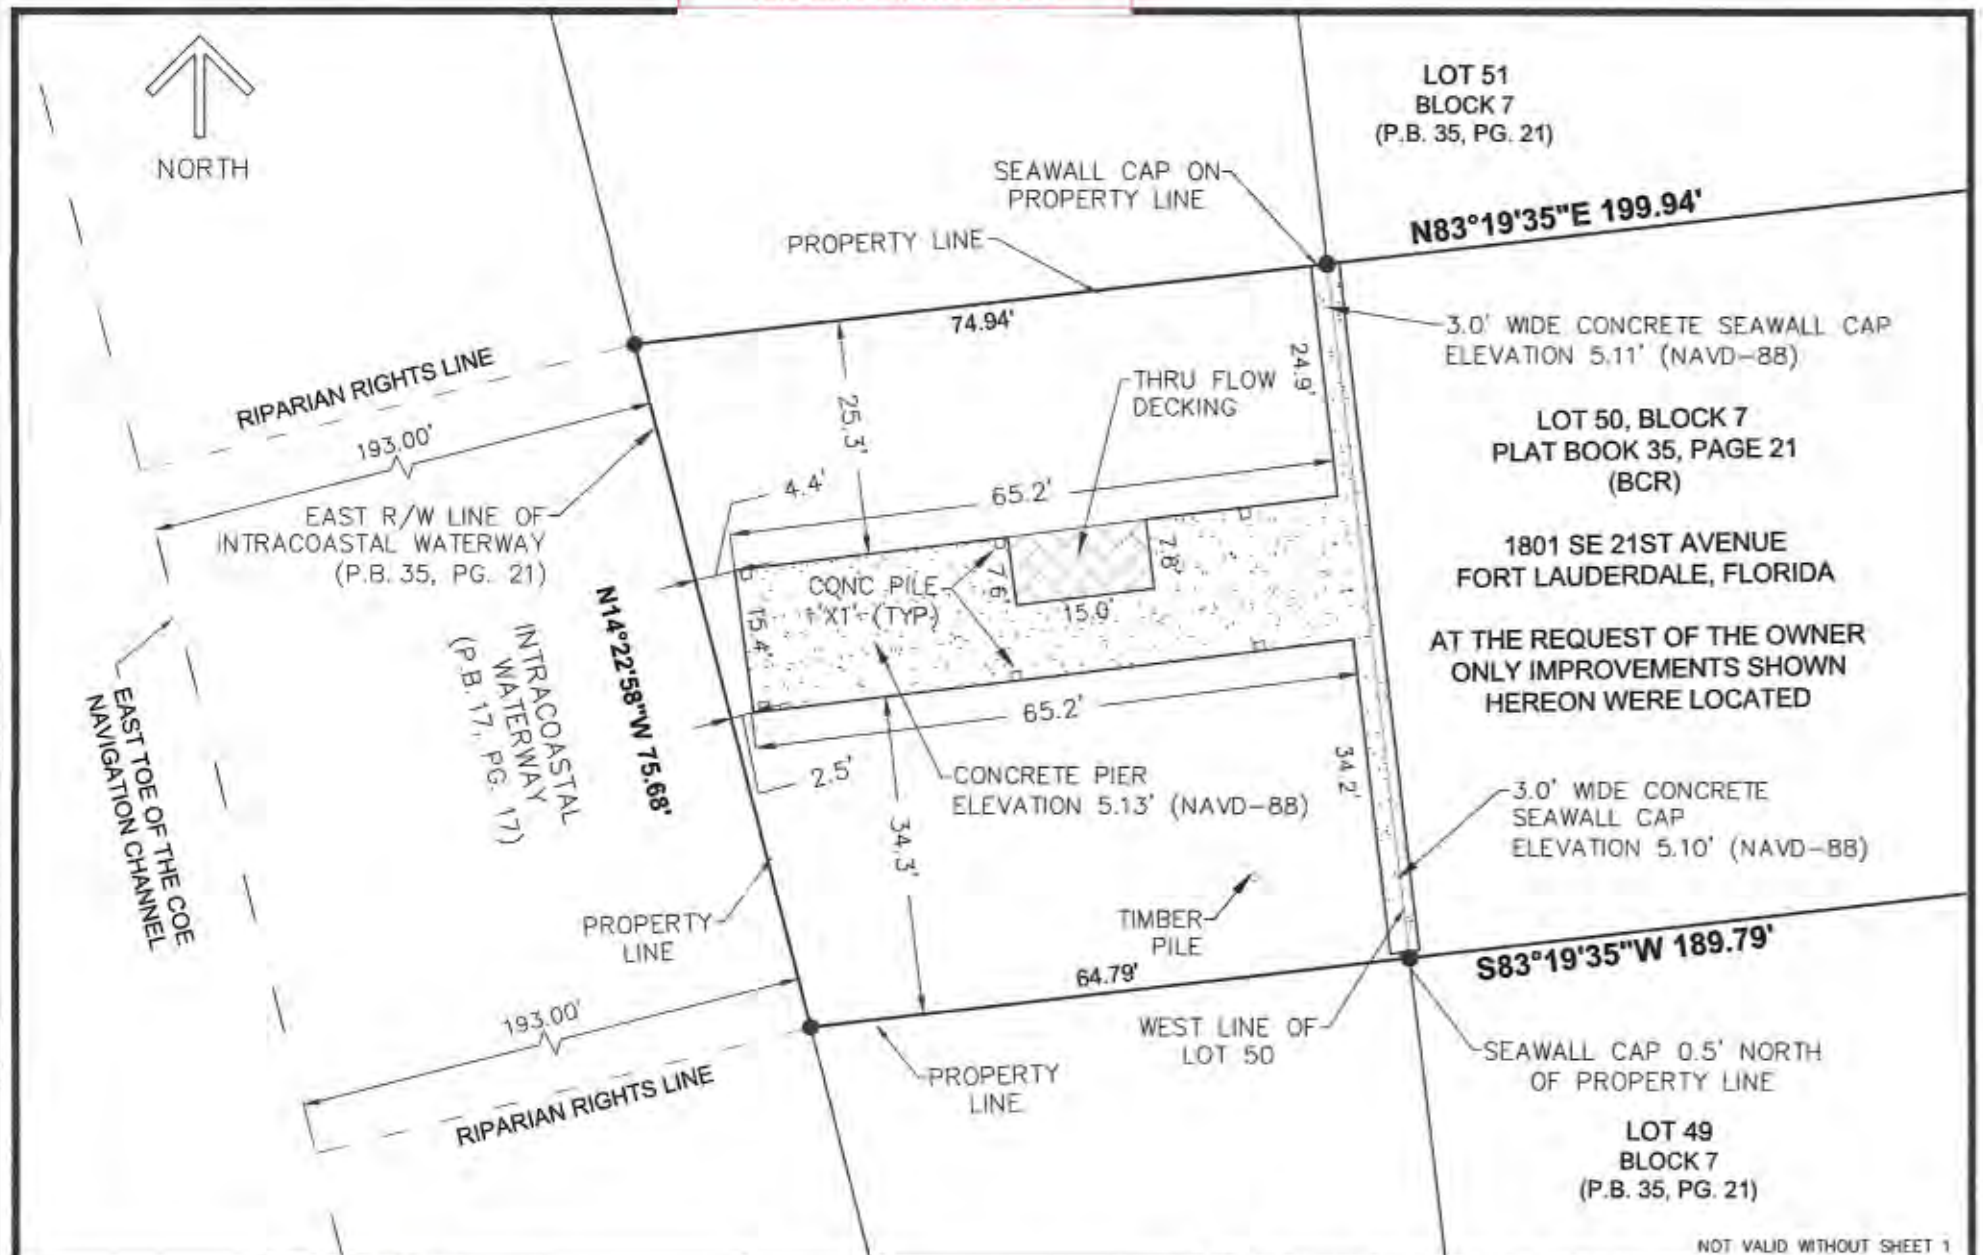 NORTH
LOT 51
BLOCK 7
(P.B. 35, PG. 21)
SEAWALL CAP ON
PROPERTY LINE
N83°19'35"E 199.94'
PROPERTY LINE
74.94'
3.0' WIDE CONCRETE SEAWALL CAP
ELEVATION 5.11' (NAVD-88)
RIPARIAN RIGHTS LINE
193.00'
24.9'
THRU FLOW
DECKING
25.3'
LOT 50, BLOCK 7
PLAT BOOK 35, PAGE 21
(BCR)
4.4'
65.2'
EAST R/W LINE OF
INTRACOASTAL WATERWAY
(P.B. 35, PG. 21)
1801 SE 21ST AVENUE
FORT LAUDERDALE, FLORIDA
CONC PILE
1'X1' (TYP.)
7.6'
7.8'
15.0'
15.4'
N14°22'58"W 75.68'
INTRACOASTAL
WATERWAY
(P.B. 17, PG. 17)
AT THE REQUEST OF THE OWNER
ONLY IMPROVEMENTS SHOWN
HEREON WERE LOCATED
EAST TOE OF THE COE
NAVIGATION CHANNEL
65.2'
2.5'
CONCRETE PIER
ELEVATION 5.13' (NAVD-88)
34.2'
34.3'
3.0' WIDE CONCRETE
SEAWALL CAP
ELEVATION 5.10' (NAVD-88)
PROPERTY
LINE
TIMBER
PILE
64.79'
S83°19'35"W 189.79'
193.00'
WEST LINE OF
LOT 50
SEAWALL CAP 0.5' NORTH
OF PROPERTY LINE
PROPERTY
LINE
RIPARIAN RIGHTS LINE
LOT 49
BLOCK 7
(P.B. 35, PG. 21)
NOT VALID WITHOUT SHEET 1